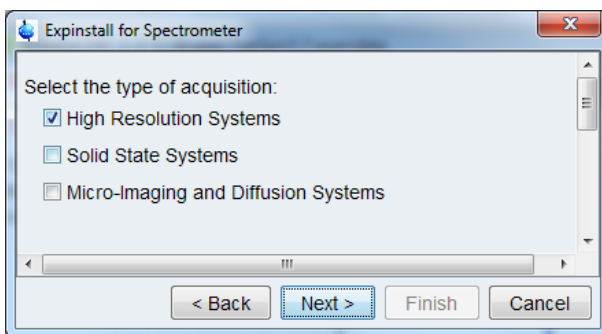 Expinstall for Spectrometer
Select the type of acquisition:
High Resolution Systems
Solid State Systems
Micro-Imaging and Diffusion Systems
< Back Next > Finish Cancel